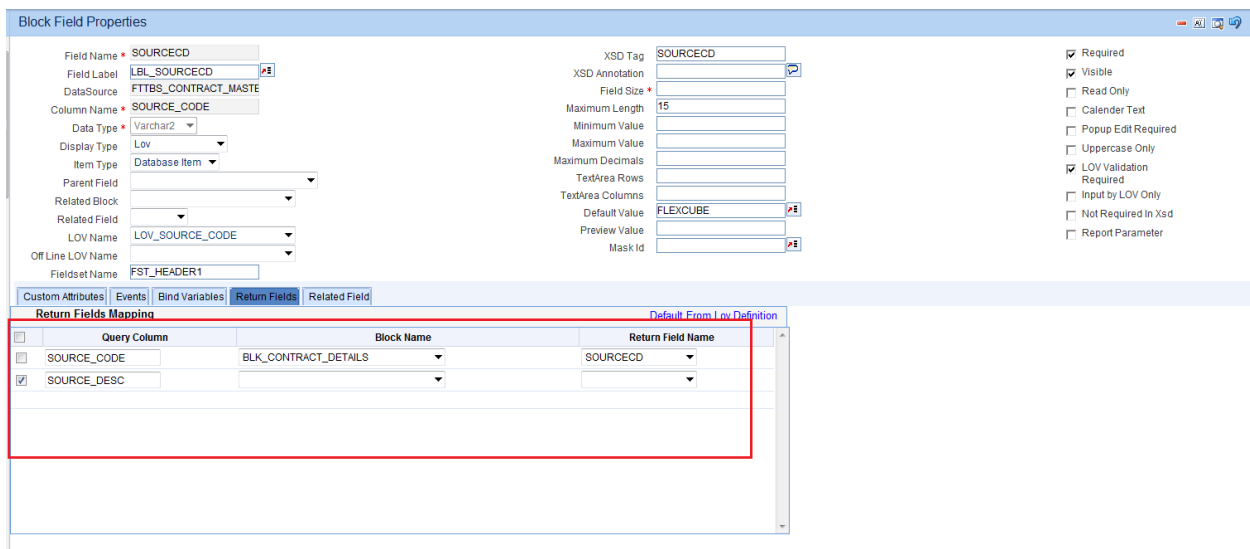 Block Field Properties
Field Name * SOURCECD
Field Label LBL_SOURCECD
DataSource FTTBS_CONTRACT_MASTE
Column Name * SOURCE_CODE
Data Type * Varchar2
Display Type Lov
Item Type Database Item
Parent Field
Related Block
Related Field
LOV Name LOV_SOURCE_CODE
Off Line LOV Name
Fieldset Name FST_HEADER1
XSD Tag SOURCECD
XSD Annotation
Field Size *
Maximum Length 15
Minimum Value
Maximum Value
Maximum Decimals
TextArea Rows
TextArea Columns
Default Value FLEXCUBE
Preview Value
Mask Id
Required
Visible
Read Only
Calender Text
Popup Edit Required
Uppercase Only
LOV Validation
Required
Input by LOV Only
Not Required In Xsd
Report Parameter
Custom Attributes Events Bind Variables Return Fields Related Field
Return Fields Mapping Default From Lov Definition
Query Column Block Name Return Field Name
SOURCE_CODE BLK_CONTRACT_DETAILS SOURCECD
SOURCE_DESC